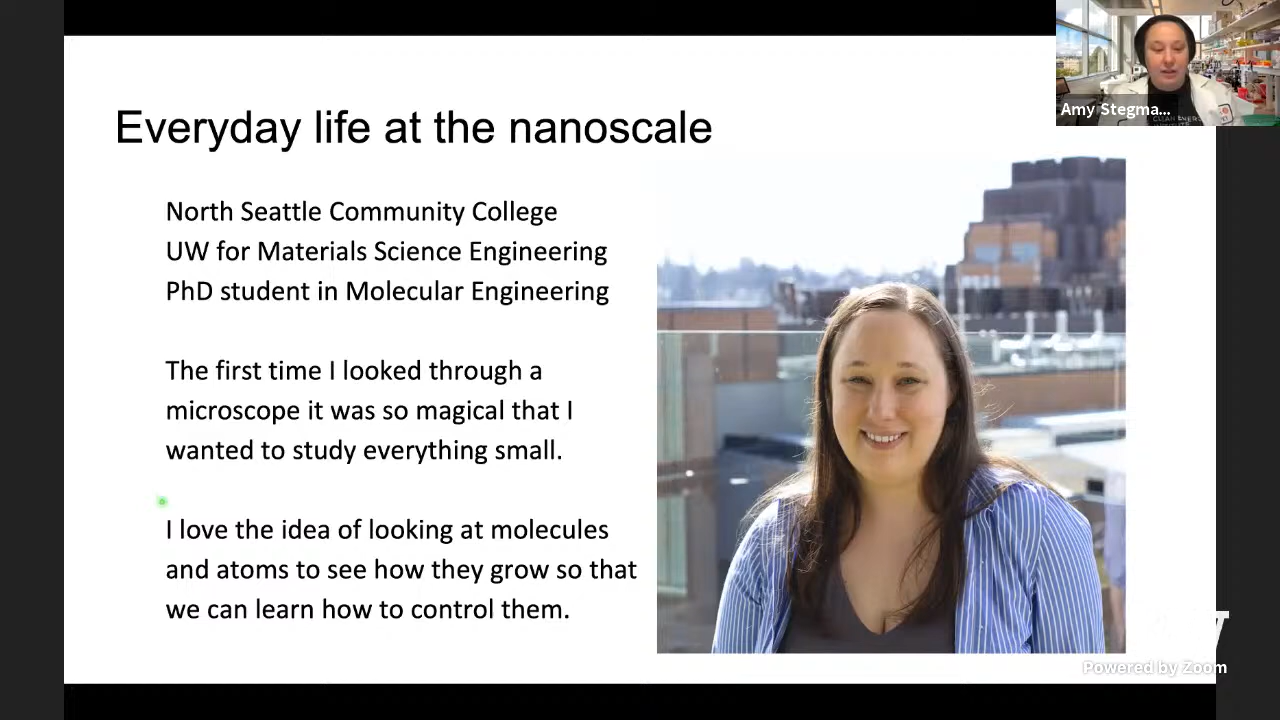 Everyday life at the nanoscale
Amy Stegma...
North Seattle Community College
UW for Materials Science Engineering
PhD student in Molecular Engineering
The first time I looked through a
microscope it was so magical that I
wanted to study everything small.
I love the idea of looking at molecules
and atoms to see how they grow so that
we can learn how to control them.
Powered by Zoom